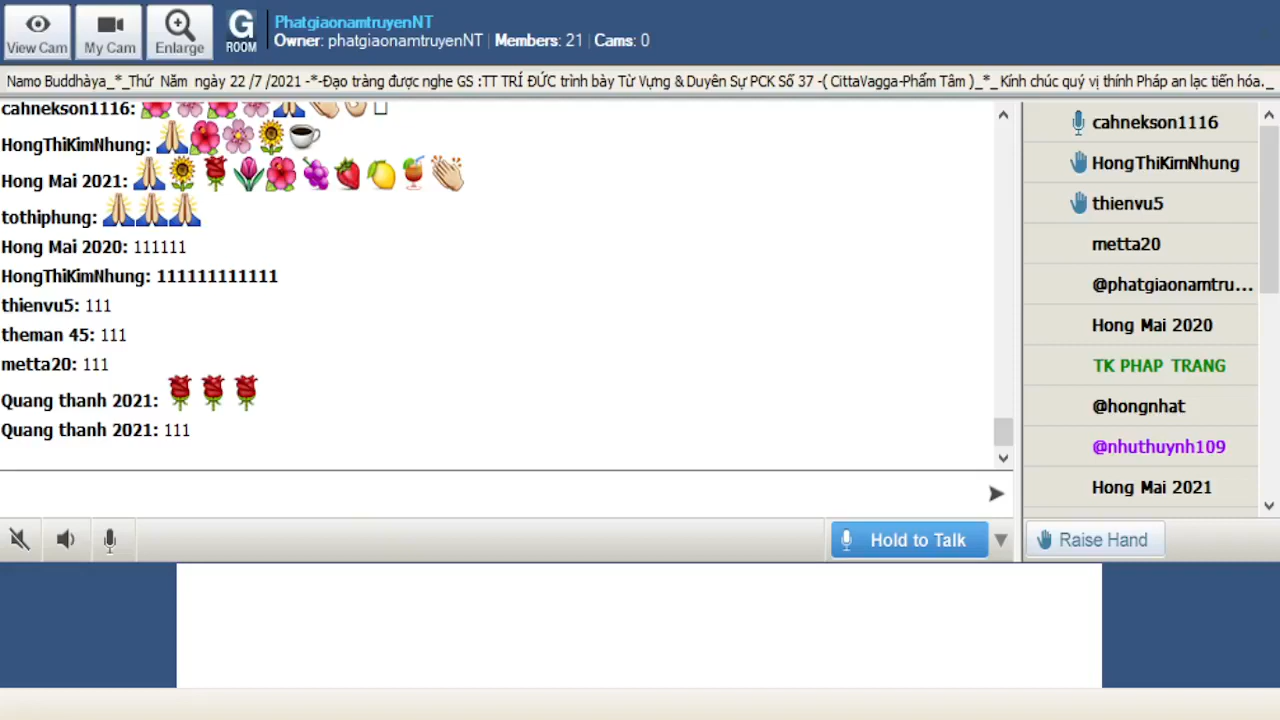 View Cam
My Cam
Enlarge
G
ROOM
PhatgiaonamtruyenNT
Owner: phatgiaonamtruyenNT | Members: 21 | Cams: 0
Namo Buddhàya_*_Thứ Năm ngày 22 /7 /2021 -*-Đạo tràng được nghe GS :TT TRÍ ĐỨC trình bày Từ Vựng & Duyên Sự PCK Số 37 -( CittaVagga-Phẩm Tâm )_*_ Kính chúc quý vị thính Pháp an lạc tiến hóa._
cahnekson1116:
HongThiKimNhung:
Hong Mai 2021:
tothiphung:
Hong Mai 2020: 111111
HongThiKimNhung: 111111111111
thienvu5: 111
theman 45: 111
metta20: 111
Quang thanh 2021:
Quang thanh 2021: 111
Hold to Talk
cahnekson1116
HongThiKimNhung
thienvu5
metta20
@phatgiaonamtru...
Hong Mai 2020
TK PHAP TRANG
@hongnhat
@nhuthuynh109
Hong Mai 2021
Raise Hand